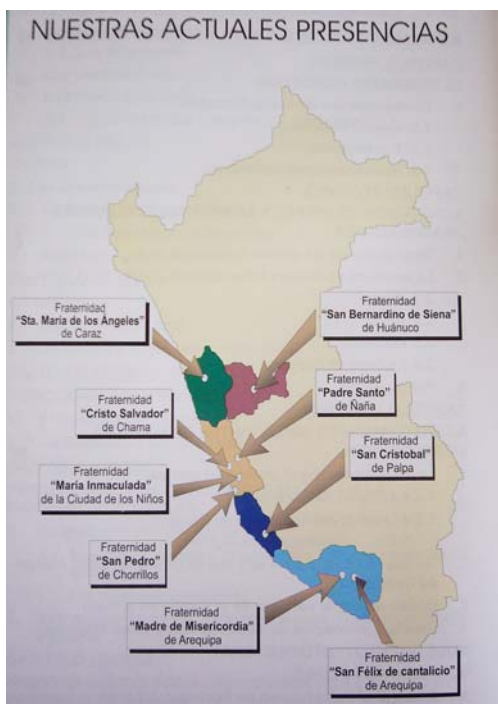 NUESTRAS ACTUALES PRESENCIAS
Fraternidad
"Sta. María de los Ángeles"
de Caraz
Fraternidad
"San Bernardino de Siena"
de Huánuco
Fraternidad
"Cristo Salvador"
de Chama
Fraternidad
"Padre Santo"
de Ñaña
Fraternidad
"María Inmaculada"
de la Ciudad de los Niños
Fraternidad
"San Cristobal"
de Palpa
Fraternidad
"San Pedro"
de Chorrillos
Fraternidad
"Madre de Misericordia"
de Arequipa
Fraternidad
"San Félix de cantalicio"
de Arequipa